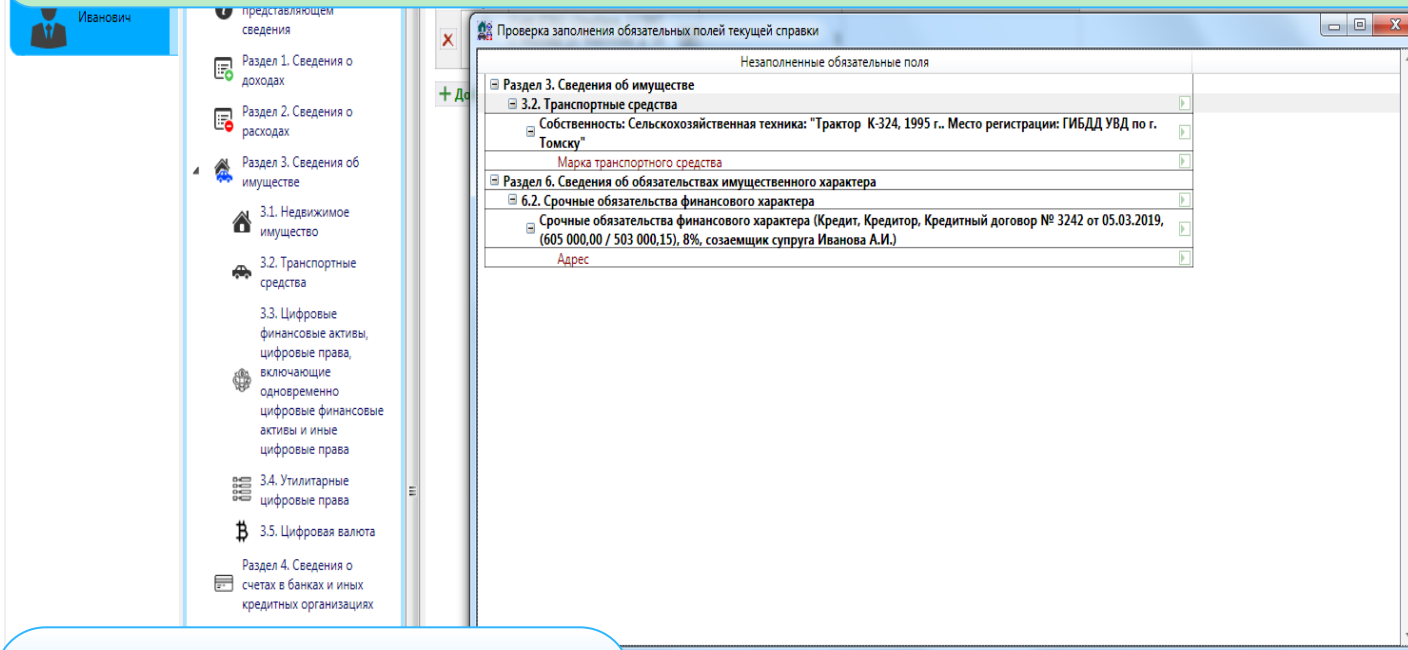 Иванович
представляющем
сведения
Раздел 1. Сведения о
доходах
Раздел 2. Сведения о
расходах
Раздел 3. Сведения об
имуществе
3.1. Недвижимое
имущество
3.2. Транспортные
средства
3.3. Цифровые
финансовые активы,
цифровые права,
включающие
одновременно
цифровые финансовые
активы и иные
цифровые права
3.4. Утилитарные
цифровые права
3.5. Цифровая валюта
Раздел 4. Сведения о
счетах в банках и иных
кредитных организациях
+ До
Проверка заполнения обязательных полей текущей справки
Незаполненные обязательные поля
Раздел 3. Сведения об имуществе
3.2. Транспортные средства
Собственность: Сельскохозяйственная техника: "Трактор К-324, 1995 г.. Место регистрации: ГИБДД УВД по г.
Томску"
Марка транспортного средства
Раздел 6. Сведения об обязательствах имущественного характера
6.2. Срочные обязательства финансового характера
Срочные обязательства финансового характера (Кредит, Кредитор, Кредитный договор № 3242 от 05.03.2019,
(605 000,00 / 503 000,15), 8%, созаемщик супруга Иванова А.И.)
Адрес